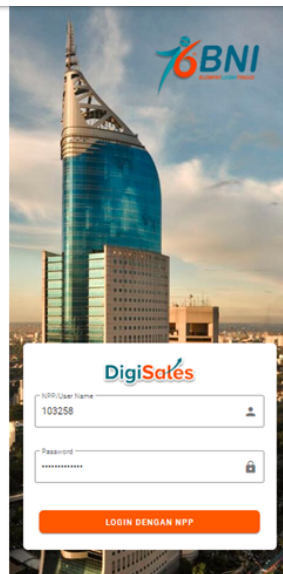 76 BNI
DigiSales
NPP/User Name
103258
Password
•••••••••••••
LOGIN DENGAN NPP